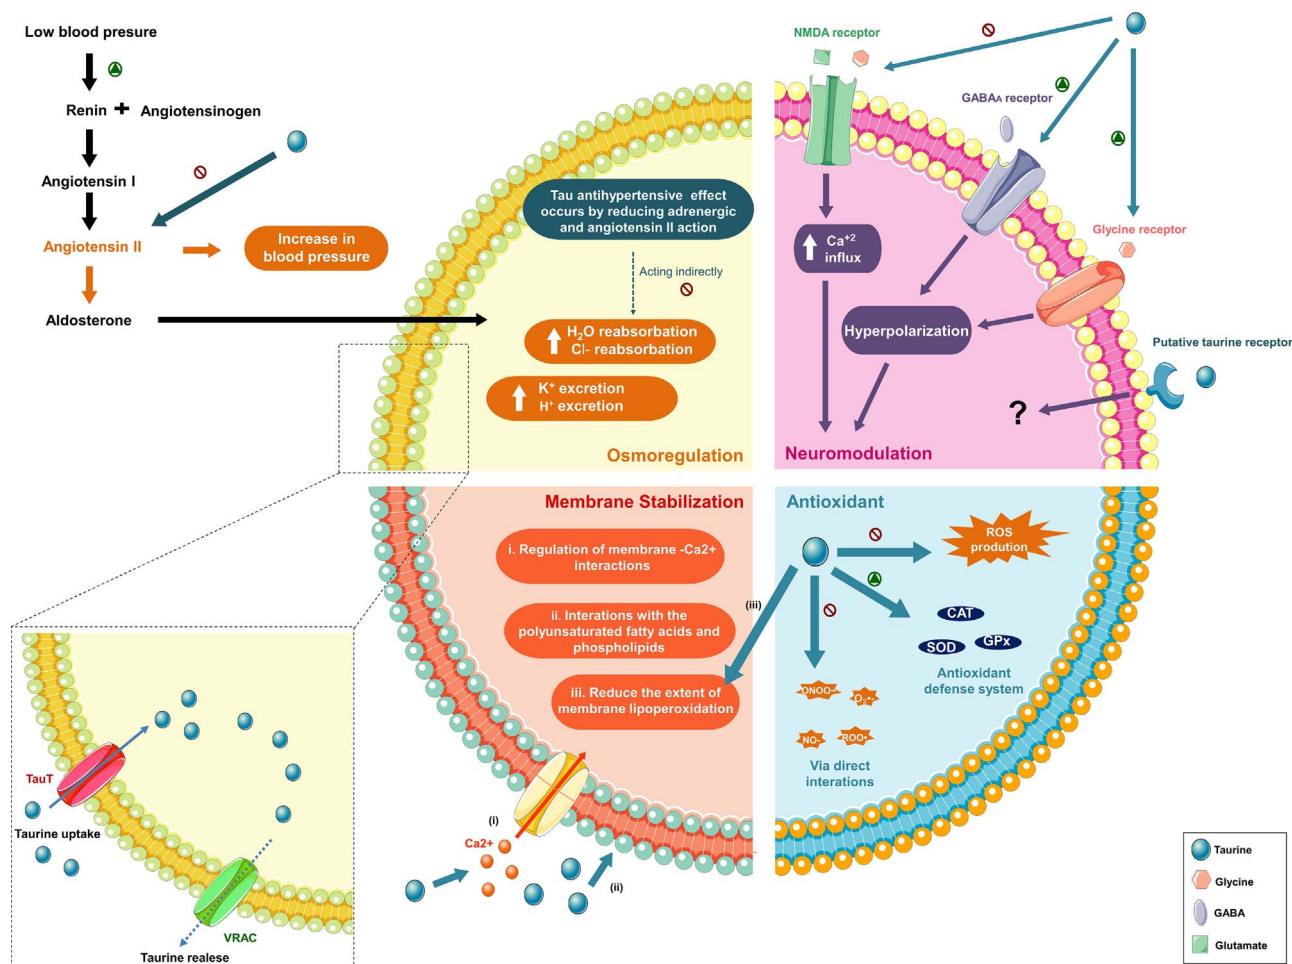 Low blood presure
Renin + Angiotensinogen
Angiotensin I
Angiotensin II
Increase in
blood pressure
Aldosterone
Tau antihypertensive effect
occurs by reducing adrenergic
and angiotensin II action
Acting indirectly
H2O reabsorbation
Cl- reabsorbation
K+ excretion
H+ excretion
Osmoregulation
NMDA receptor
GABAA receptor
Glycine receptor
Ca+2
influx
Hyperpolarization
Putative taurine receptor
?
Neuromodulation
Membrane Stabilization
i. Regulation of membrane -Ca2+
interactions
ii. Interations with the
polyunsaturated fatty acids and
phospholipids
iii. Reduce the extent of
membrane lipoperoxidation
(iii)
(i)
Ca2+
(ii)
Antioxidant
ROS
prodution
CAT
SOD
GPx
Antioxidant
defense system
ONOO-
O2•-
NO-
ROO•
Via direct
interations
TauT
Taurine uptake
VRAC
Taurine realese
Taurine
Glycine
GABA
Glutamate